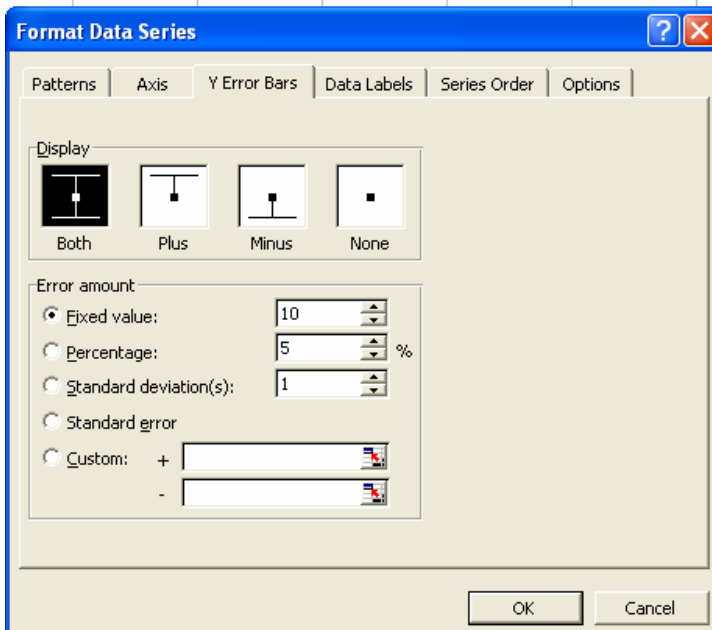 Format Data Series
Patterns Axis Y Error Bars Data Labels Series Order Options
Display
Both Plus Minus None
Error amount
Fixed value: 10
Percentage: 5 %
Standard deviation(s): 1
Standard error
Custom: +
-
OK Cancel